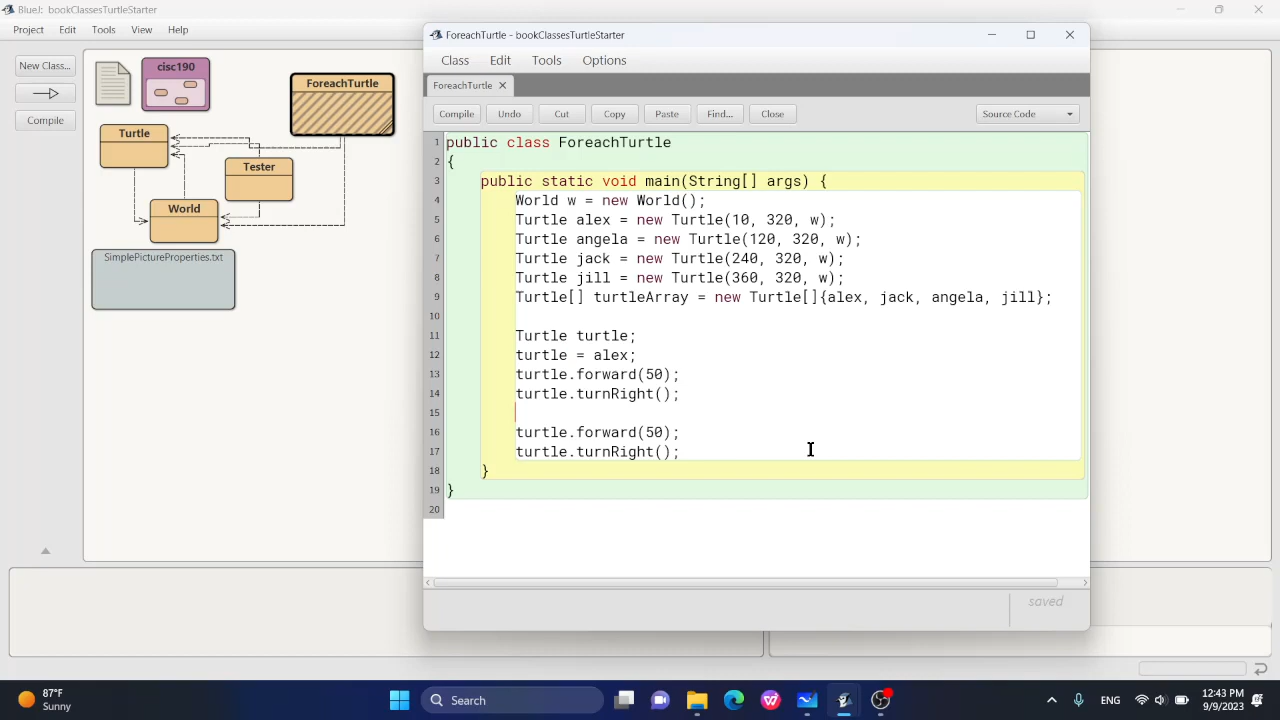 BlueJ: bookClassesTurtleStarter
Project Edit Tools View Help
New Class...
Compile
cisc190
ForeachTurtle
Turtle
Tester
World
SimplePictureProperties.txt
ForeachTurtle - bookClassesTurtleStarter
Class Edit Tools Options
ForeachTurtle
Compile Undo Cut Copy Paste Find... Close Source Code
1 public class ForeachTurtle
2 {
3 public static void main(String[] args) {
4 World w = new World();
5 Turtle alex = new Turtle(10, 320, w);
6 Turtle angela = new Turtle(120, 320, w);
7 Turtle jack = new Turtle(240, 320, w);
8 Turtle jill = new Turtle(360, 320, w);
9 Turtle[] turtleArray = new Turtle[]{alex, jack, angela, jill};
10
11 Turtle turtle;
12 turtle = alex;
13 turtle.forward(50);
14 turtle.turnRight();
15
16 turtle.forward(50);
17 turtle.turnRight();
18 }
19 }
20
saved
87°F
Sunny
Search
ENG
12:43 PM
9/9/2023